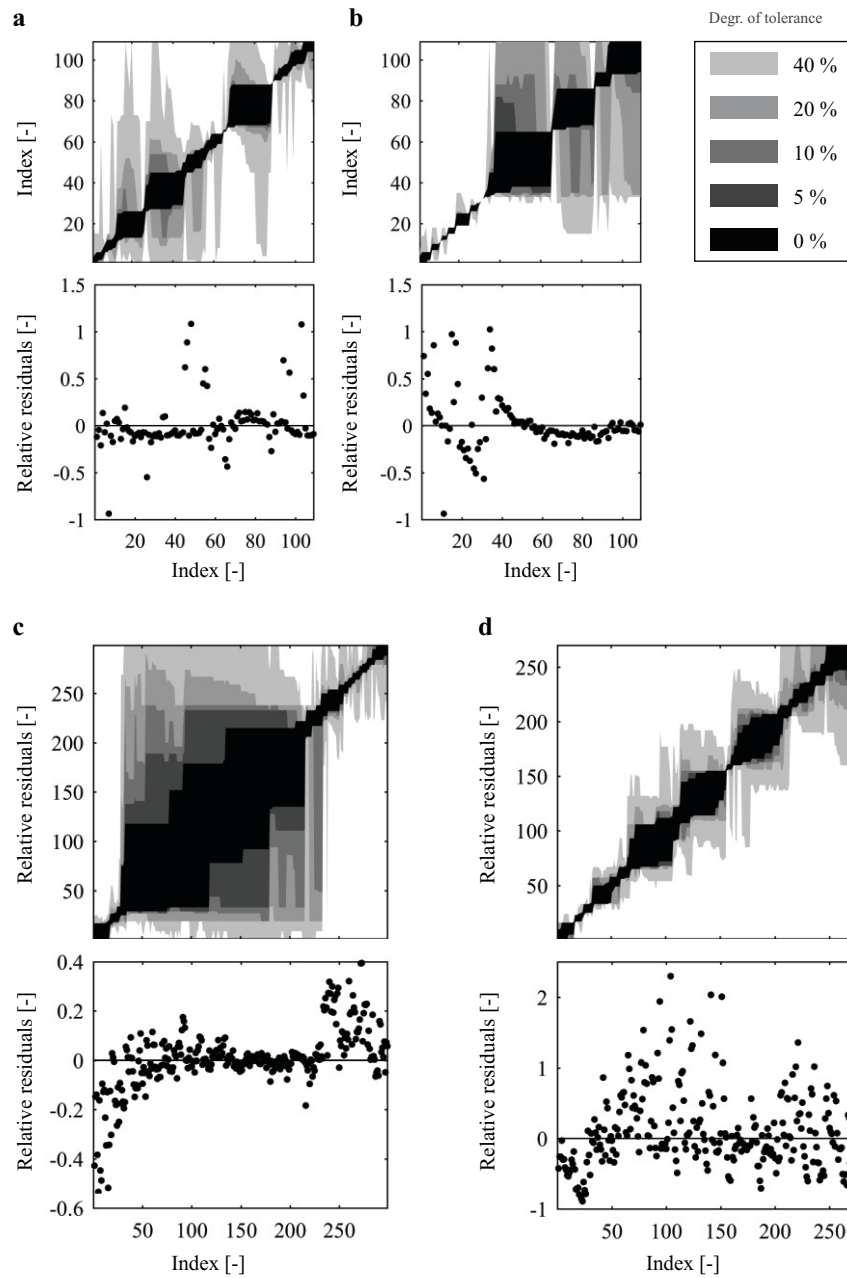 a
b
Degr. of tolerance
40 %
20 %
10 %
5 %
0 %
Index [-]
100
80
60
40
20
100
80
60
40
20
Relative residuals [-]
1.5
1
0.5
0
-0.5
-1
20 40 60 80 100
Index [-]
1.5
1
0.5
0
-0.5
-1
Relative residuals [-]
20 40 60 80 100
Index [-]
c
d
Relative residuals [-]
250
200
150
100
50
Relative residuals [-]
250
200
150
100
50
Relative residuals [-]
0.4
0.2
0
-0.2
-0.4
-0.6
50 100 150 200 250
Index [-]
Relative residuals [-]
2
1
0
-1
50 100 150 200 250
Index [-]